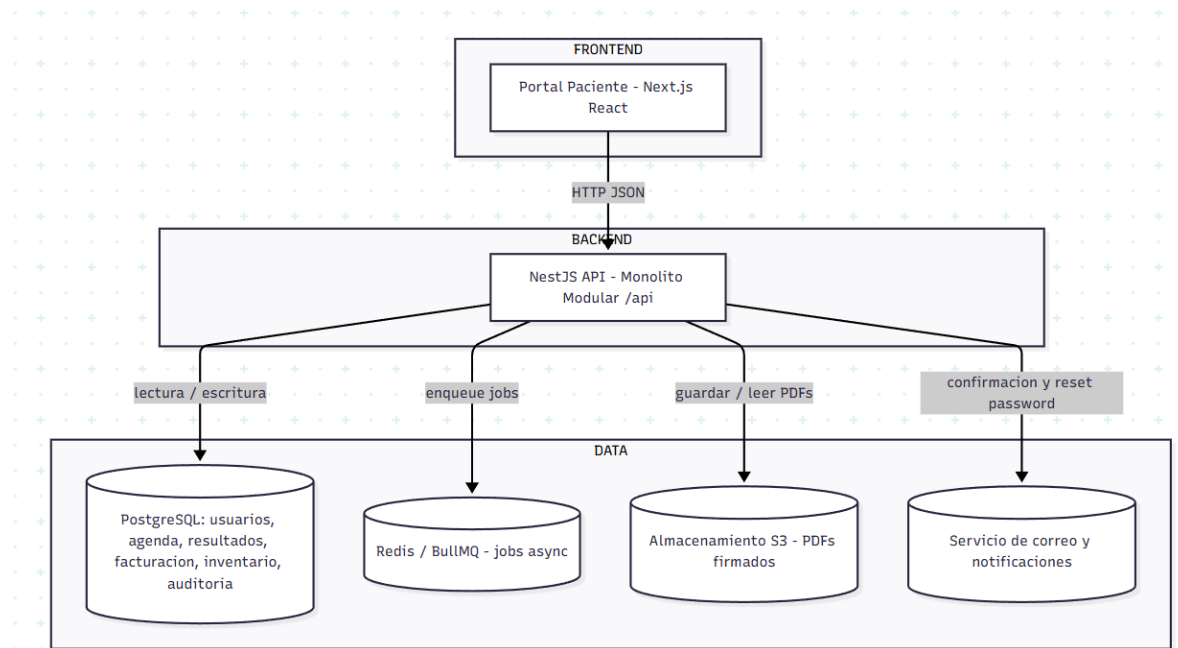 FRONTEND
Portal Paciente - Next.js
React
HTTP JSON
BACKEND
NestJS API - Monolito
Modular /api
lectura / escritura
enqueue jobs
guardar / leer PDFs
confirmacion y reset
password
DATA
PostgreSQL: usuarios,
agenda, resultados,
facturacion, inventario,
auditoria
Redis / BullMQ - jobs async
Almacenamiento S3 - PDFs
firmados
Servicio de correo y
notificaciones